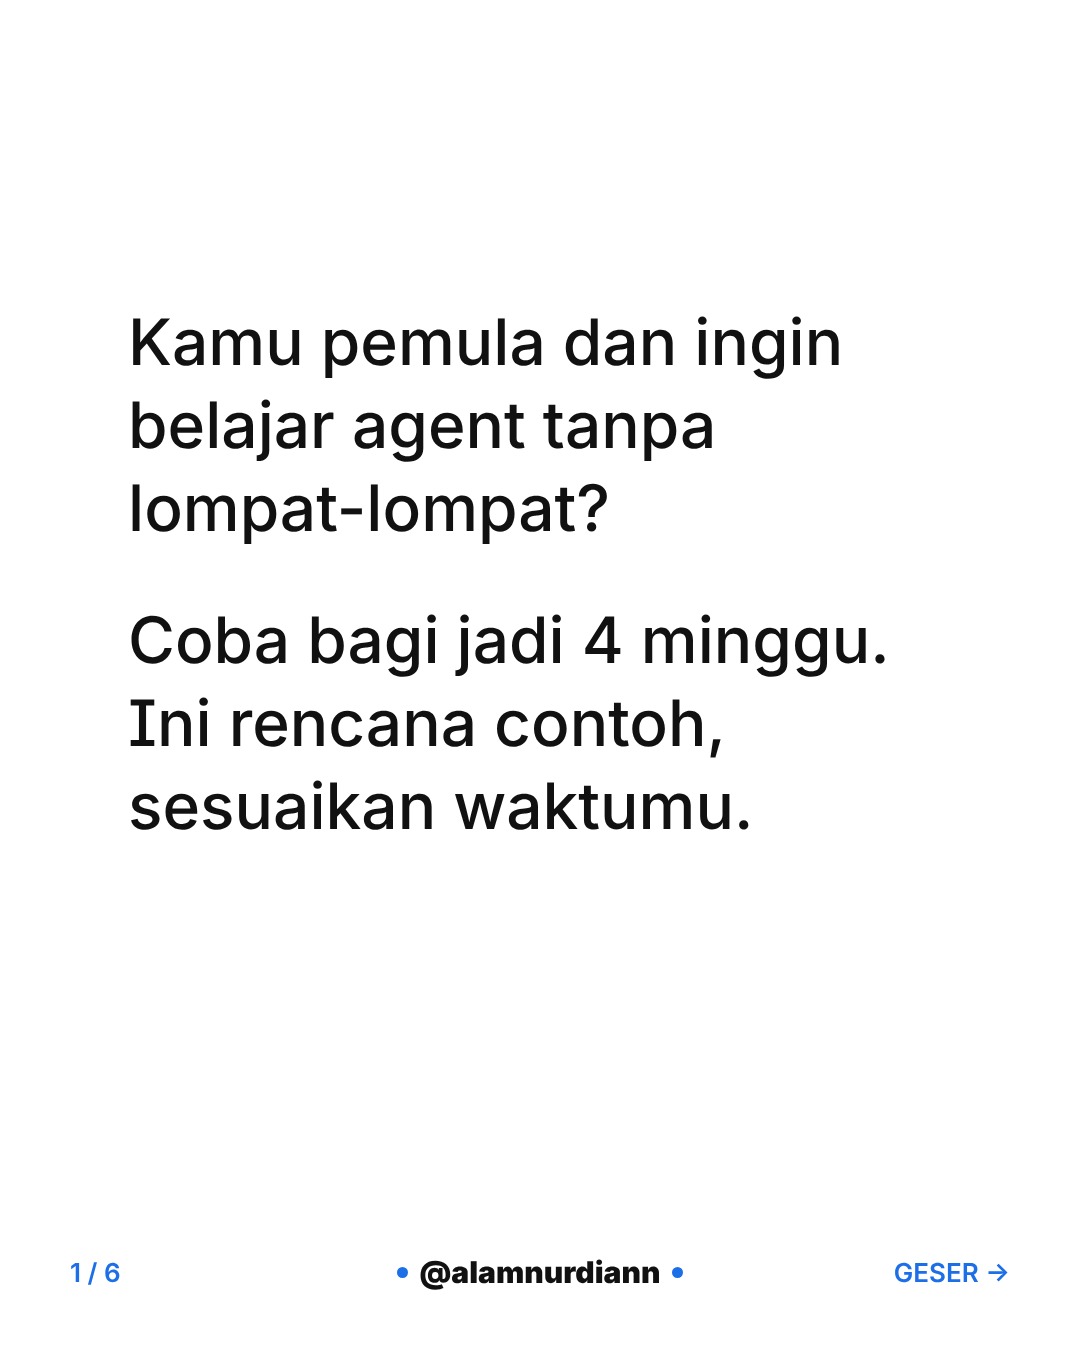 Kamu pemula dan ingin
belajar agent tanpa
lompat-lompat?
Coba bagi jadi 4 minggu.
Ini rencana contoh,
sesuaikan waktumu.
1 / 6
• @alamnurdiann •
GESER →